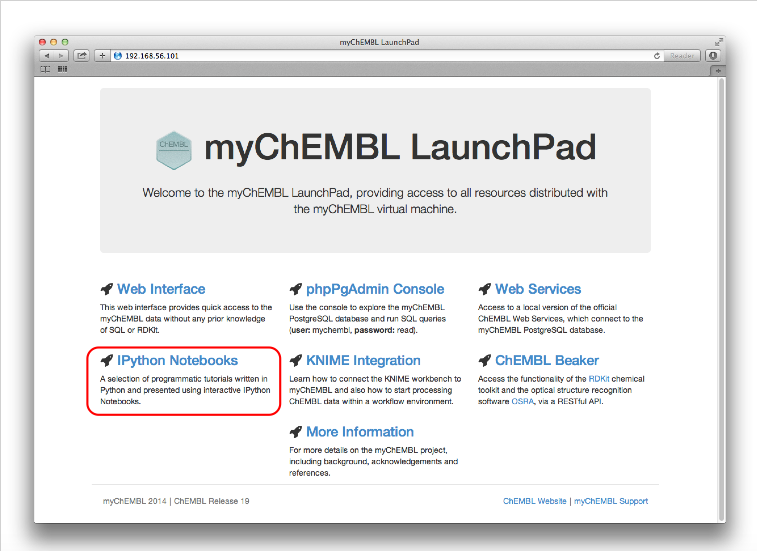 myChEMBL LaunchPad
192.168.56.101
Reader
ChEMBL
myChEMBL LaunchPad
Welcome to the myChEMBL LaunchPad, providing access to all resources distributed with
the myChEMBL virtual machine.
Web Interface
This web interface provides quick access to the
myChEMBL data without any prior knowledge
of SQL or RDKit.
phpPgAdmin Console
Use the console to explore the myChEMBL
PostgreSQL database and run SQL queries
(user: mychembl, password: read).
Web Services
Access to a local version of the official
ChEMBL Web Services, which connect to the
myChEMBL PostgreSQL database.
IPython Notebooks
A selection of programmatic tutorials written in
Python and presented using interactive IPython
Notebooks.
KNIME Integration
Learn how to connect the KNIME workbench to
myChEMBL and also how to start processing
ChEMBL data within a workflow environment.
ChEMBL Beaker
Access the functionality of the RDKit chemical
toolkit and the optical structure recognition
software OSRA, via a RESTful API.
More Information
For more details on the myChEMBL project,
including background, acknowledgements and
references.
myChEMBL 2014 | ChEMBL Release 19
ChEMBL Website | myChEMBL Support